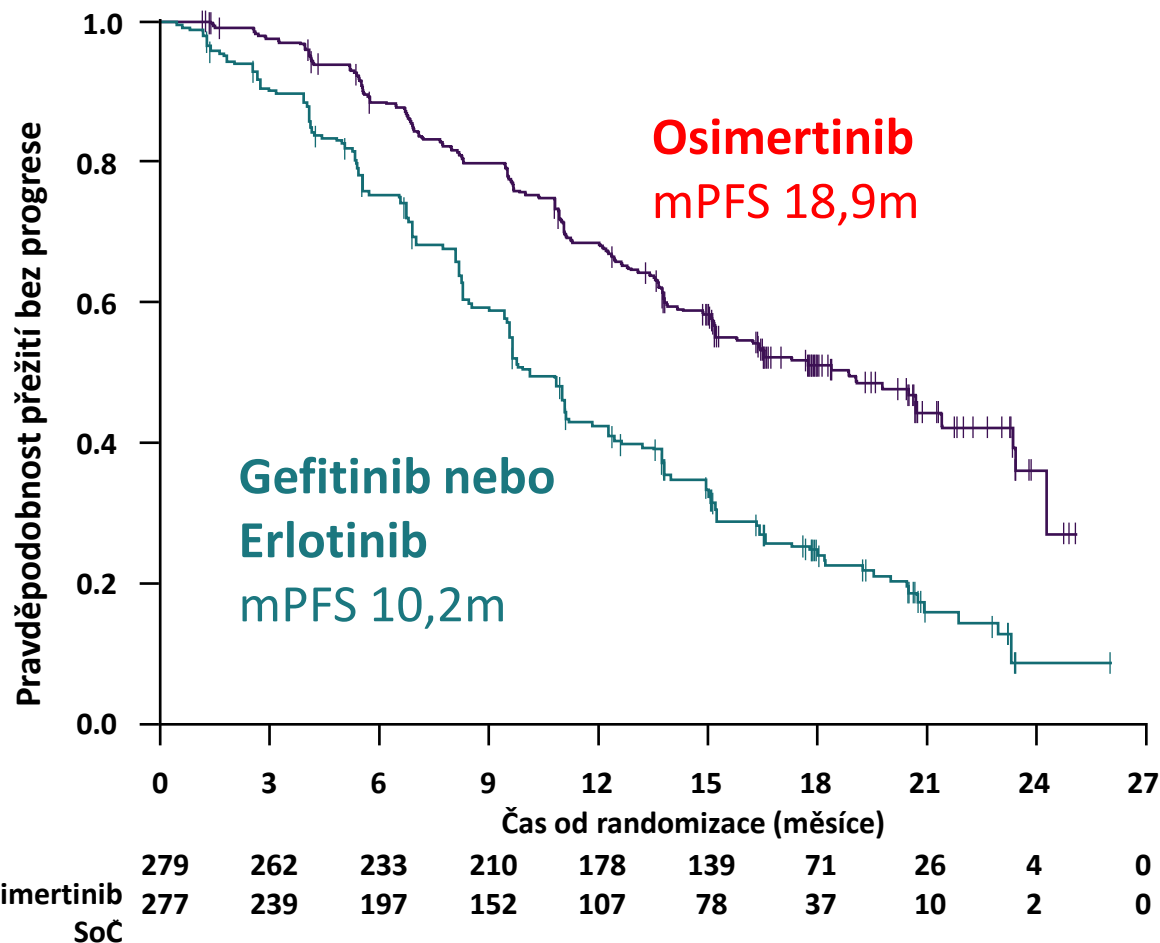 1.0
0.8
0.6
0.4
0.2
0.0
Pravděpodobnost přežití bez progrese
Osimertinib
mPFS 18,9m
Gefitinib nebo
Erlotinib
mPFS 10,2m
0 3 6 9 12 15 18 21 24 27
Čas od randomizace (měsíce)
279 262 233 210 178 139 71 26 4 0
imertinib 277 239 197 152 107 78 37 10 2 0
SoČ